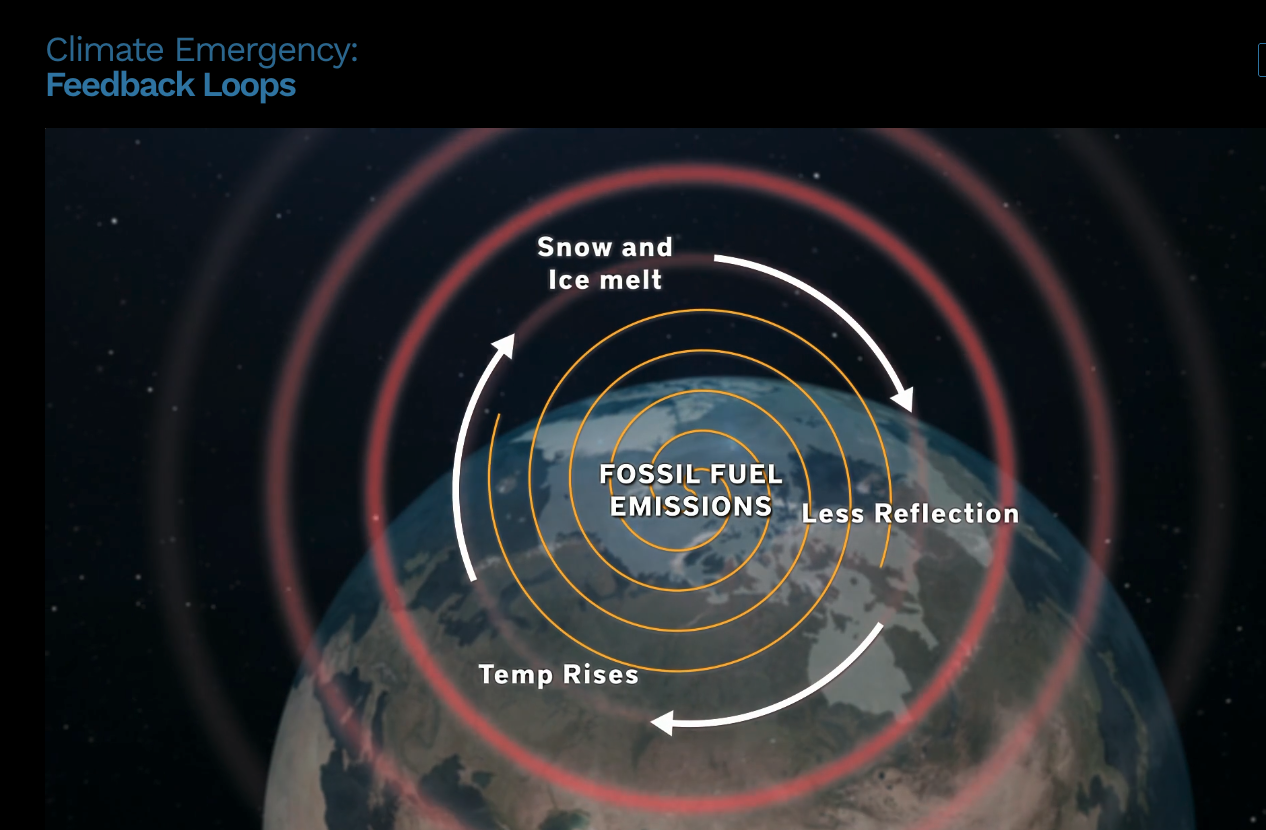 Climate Emergency:
Feedback Loops
Snow and
Ice melt
FOSSIL FUEL
EMISSIONS
Less Reflection
Temp Rises